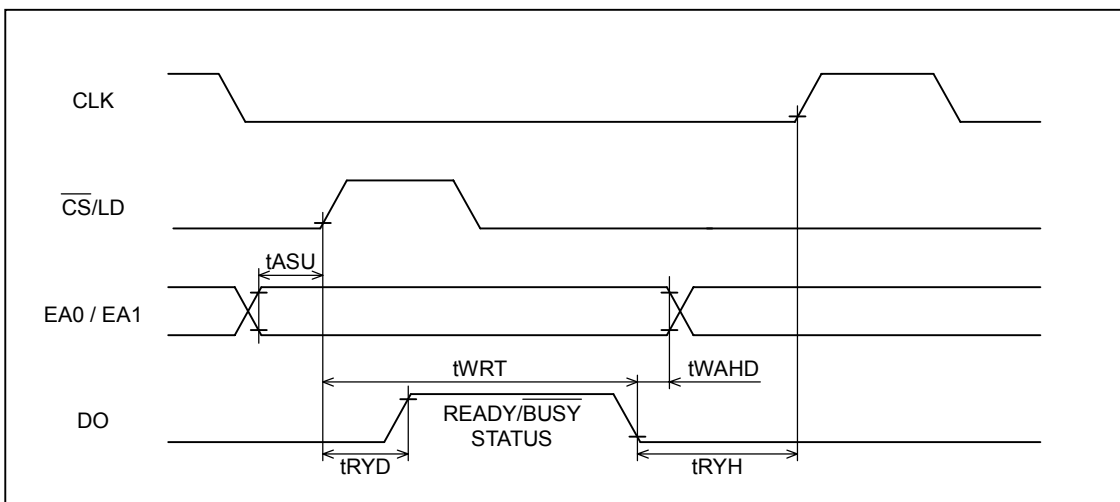 CLK
CS/LD
tASU
EA0 / EA1
tWRT
tWAHD
DO
READY/BUSY
STATUS
tRYD
tRYH